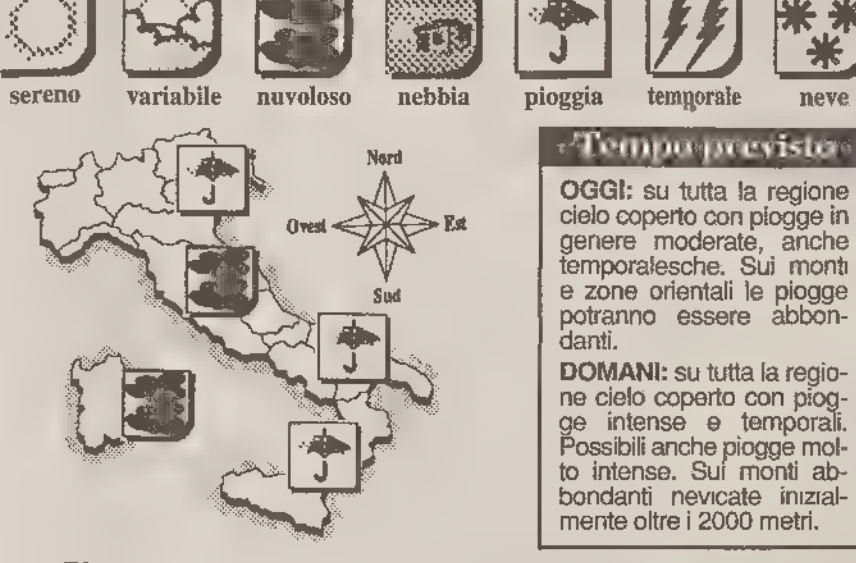 sereno variabile nuvoloso nebbia pioggia temporale neve
Nord
Ovest Est
Sud
Tempo previsto
OGGI: su tutta la regione
cielo coperto con piogge in
genere moderate, anche
temporalesche. Sui monti
e zone orientali le piogge
potranno essere abbon-
danti.
DOMANI: su tutta la regio-
ne cielo coperto con piog-
ge intense e temporali.
Possibili anche piogge mol-
to intense. Sui monti ab-
bondanti nevicate inizial-
mente oltre i 2000 metri.